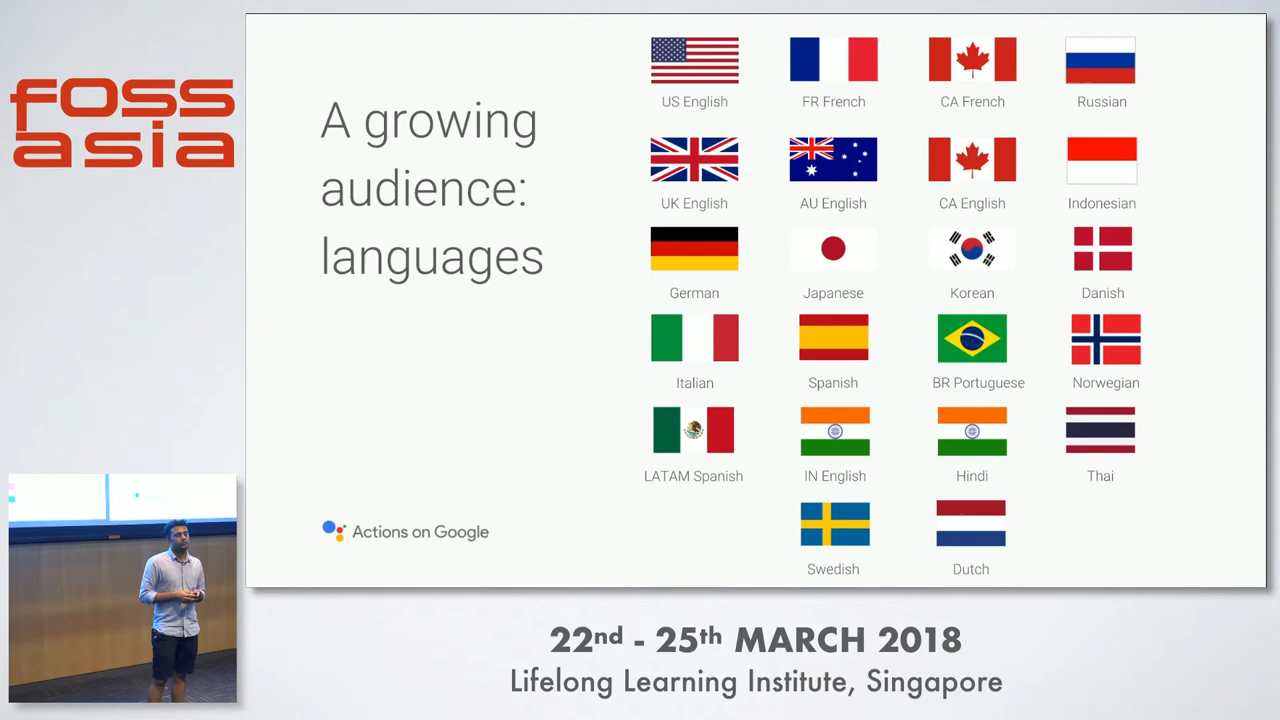 foss
asia
A growing
audience:
languages
US English
FR French
CA French
Russian
UK English
AU English
CA English
Indonesian
German
Japanese
Korean
Danish
Italian
Spanish
BR Portuguese
Norwegian
LATAM Spanish
IN English
Hindi
Thai
Swedish
Dutch
Actions on Google
22nd - 25th MARCH 2018
Lifelong Learning Institute, Singapore